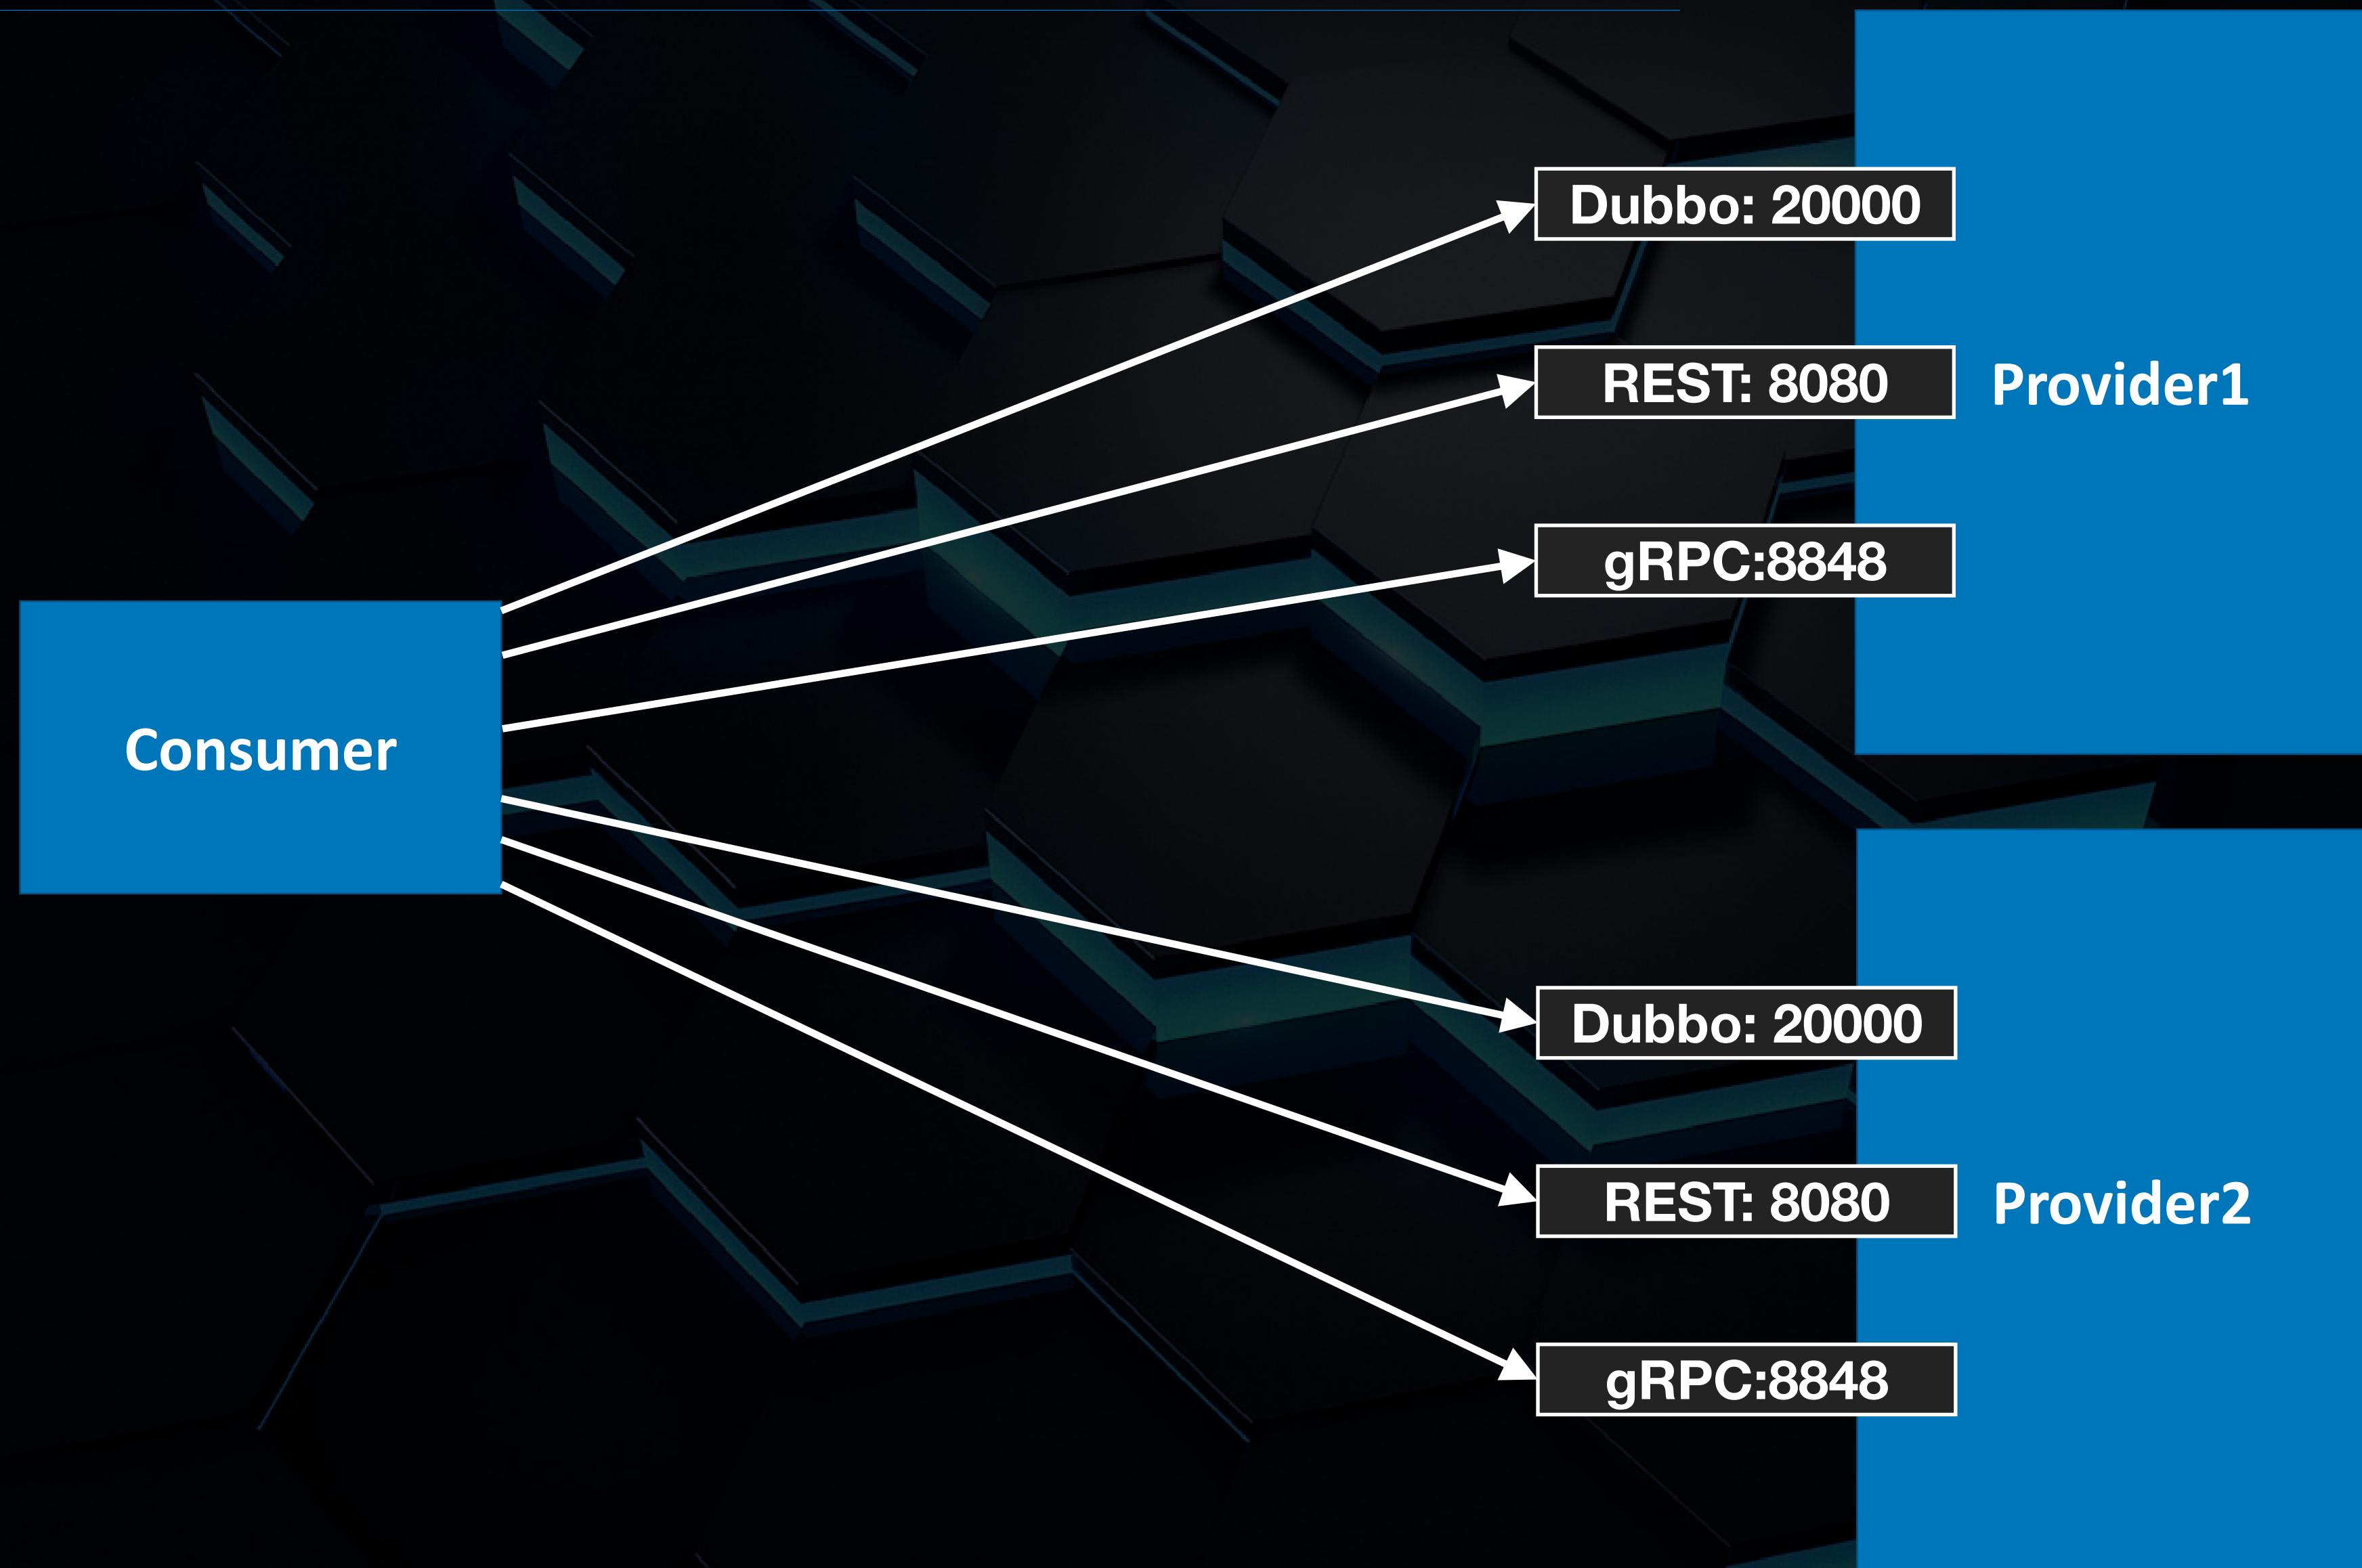 Dubbo: 20000
REST: 8080
Provider1
gRPC:8848
Consumer
Dubbo: 20000
REST: 8080
Provider2
gRPC:8848